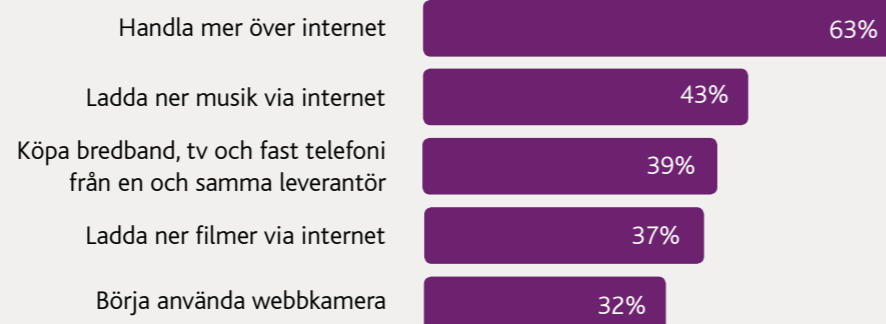 Handla mer över internet 63%
Ladda ner musik via internet 43%
Köpa bredband, tv och fast telefoni
från en och samma leverantör 39%
Ladda ner filmer via internet 37%
Börja använda webbkamera 32%